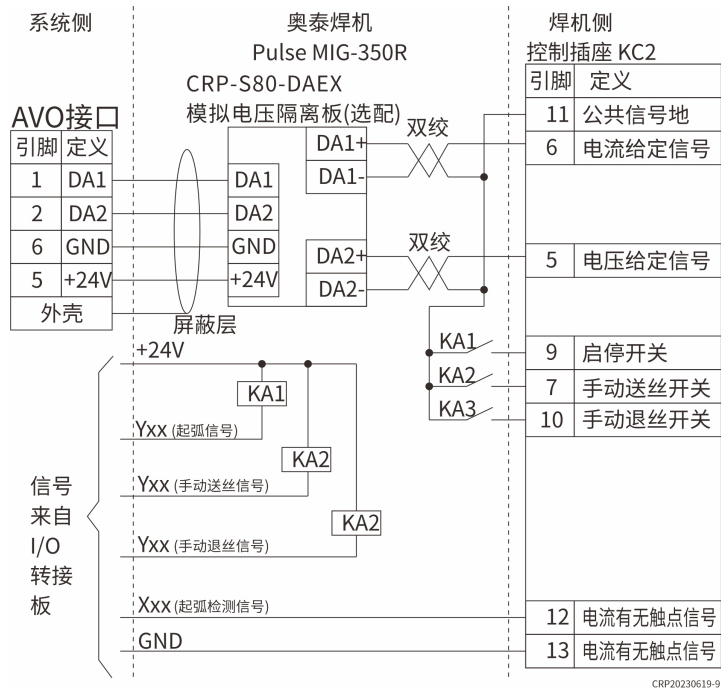 系统侧
奥泰焊机
焊机侧
Pulse MIG-350R
控制插座 KC2
CRP-S80-DAEX
模拟电压隔离板(选配)
AVO接口
引脚 定义
1 DA1
2 DA2
6 GND
5 +24V
外壳
屏蔽层
DA1
DA2
GND
+24V
DA1+
DA1-
DA2+
DA2-
双绞
双绞
引脚 定义
11 公共信号地
6 电流给定信号
5 电压给定信号
KA1
9 启停开关
KA2
7 手动送丝开关
KA3
10 手动退丝开关
+24V
KA1
Yxx (起弧信号)
KA2
Yxx (手动送丝信号)
KA2
Yxx (手动退丝信号)
信号
来自
I/O
转接
板
Xxx (起弧检测信号)
12 电流有无触点信号
GND
13 电流有无触点信号
CRP20230619-9